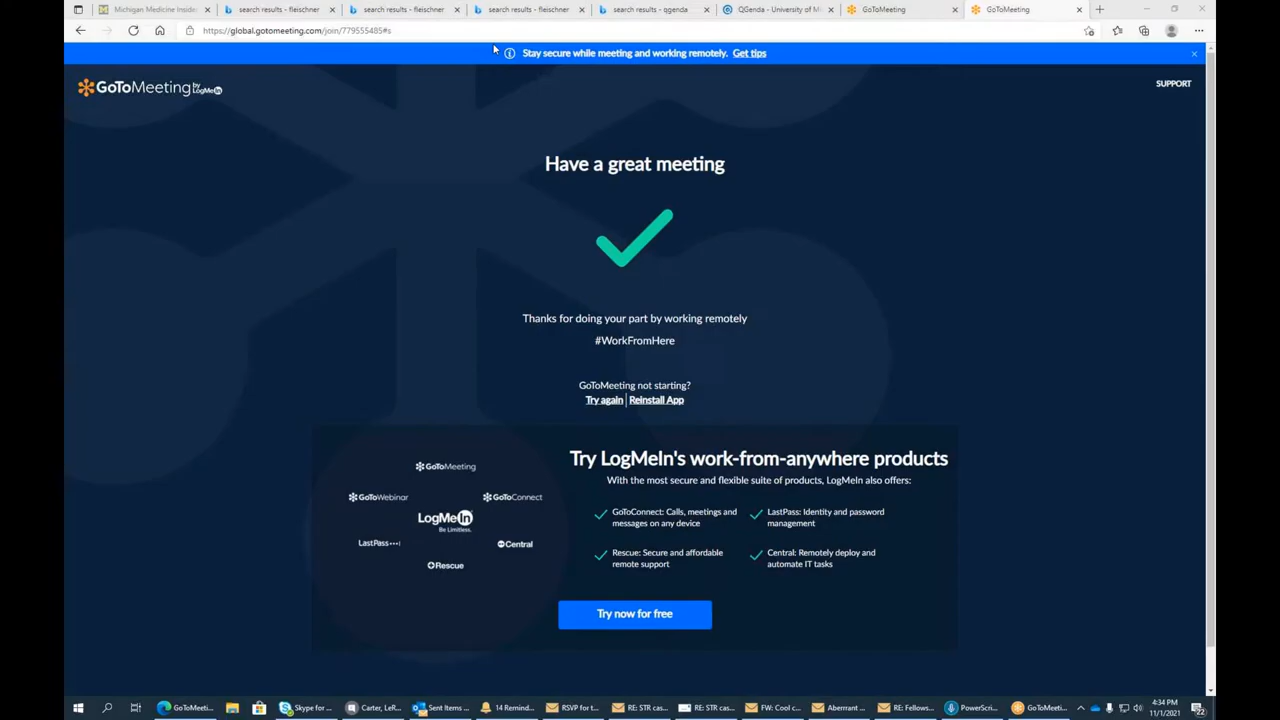 Michigan Medicine Insider
search results - fleischner
search results - fleischner
search results - fleischner
search results - qgenda
QGenda - University of Mi
GoToMeeting
GoToMeeting
https://global.gotomeeting.com/join/779555485#s
Stay secure while meeting and working remotely. Get tips
GoToMeeting by LogMeIn
SUPPORT
Have a great meeting
Thanks for doing your part by working remotely
#WorkFromHere
GoToMeeting not starting?
Try again | Reinstall App
Try LogMeIn's work-from-anywhere products
With the most secure and flexible suite of products, LogMeIn also offers:
GoToMeeting
GoToWebinar
GoToConnect
LogMeIn
Be Limitless.
LastPass
Central
Rescue
GoToConnect: Calls, meetings and
messages on any device
LastPass: Identity and password
management
Rescue: Secure and affordable
remote support
Central: Remotely deploy and
automate IT tasks
Try now for free
GoToMeeti...
Skype for ...
Carter, LeR...
Sent Items ...
14 Remind...
RSVP for t...
RE: STR cas...
RE: STR cas...
FW: Cool c...
Aberrant ...
RE: Fellows...
PowerScri...
GoToMeeti...
4:34 PM
11/1/2021
22